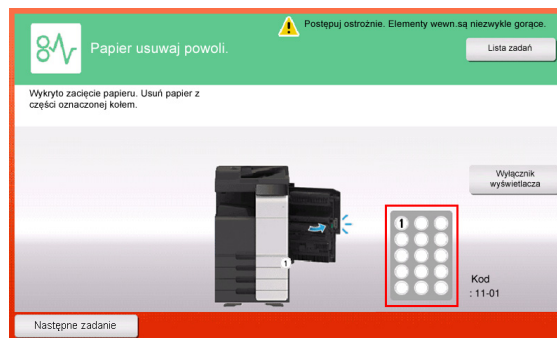 Postępuj ostrożnie. Elementy wewn.są niezwykle gorące.
Papier usuwaj powoli.
Lista zadań
Wykryto zacięcie papieru. Usuń papier z
części oznaczonej kołem.
Wyłącznik
wyświetlacza
1
1
Kod
: 11-01
Następne zadanie